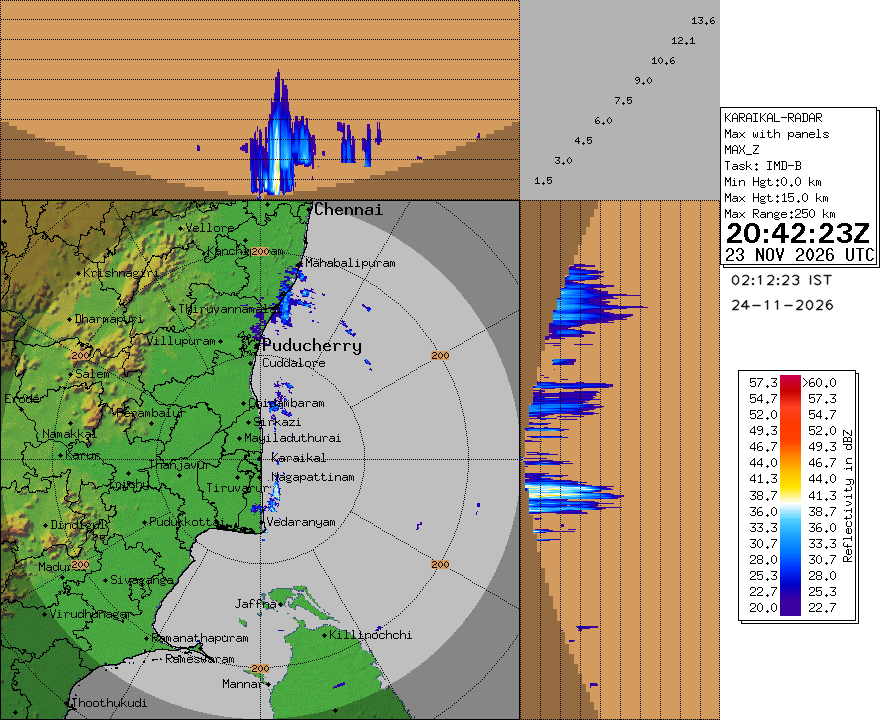 13.6
12.1
10.6
9.0
7.5
6.0
4.5
3.0
1.5
KARAIKAL-RADAR
Max with panels
MAX_Z
Task: IMD-B
Min Hgt:0.0 km
Max Hgt:15.0 km
Max Range:250 km
20:42:23Z
23 NOV 2026 UTC
02:12:23 IST
24-11-2026
Chennai
Vellore
200
Mahabalipuram
Krishnagiri
Thiruvannamalai
Dharmapuri
Villupuram
Puducherry
200
200
Cuddalore
Salem
Erode
Perambalur
Chidambaram
Sirkazi
Namakkal
Mayiladuthurai
Karur
Karaikal
Thanjavur
Nagapattinam
Tiruvarur
Dindigul
Pudukkottai
Vedaranyam
200
200
Madurai
Sivaganga
Jaffna
Virudhunagar
Ramanathapuram
Killinochchi
Rameswaram
200
Mannar
Thoothukudi
57.3 >60.0
54.7 57.3
52.0 54.7
49.3 52.0
46.7 49.3
44.0 46.7
41.3 44.0
38.7 41.3
36.0 38.7
33.3 36.0
30.7 33.3
28.0 30.7
25.3 28.0
22.7 25.3
20.0 22.7
Reflectivity in dBZ